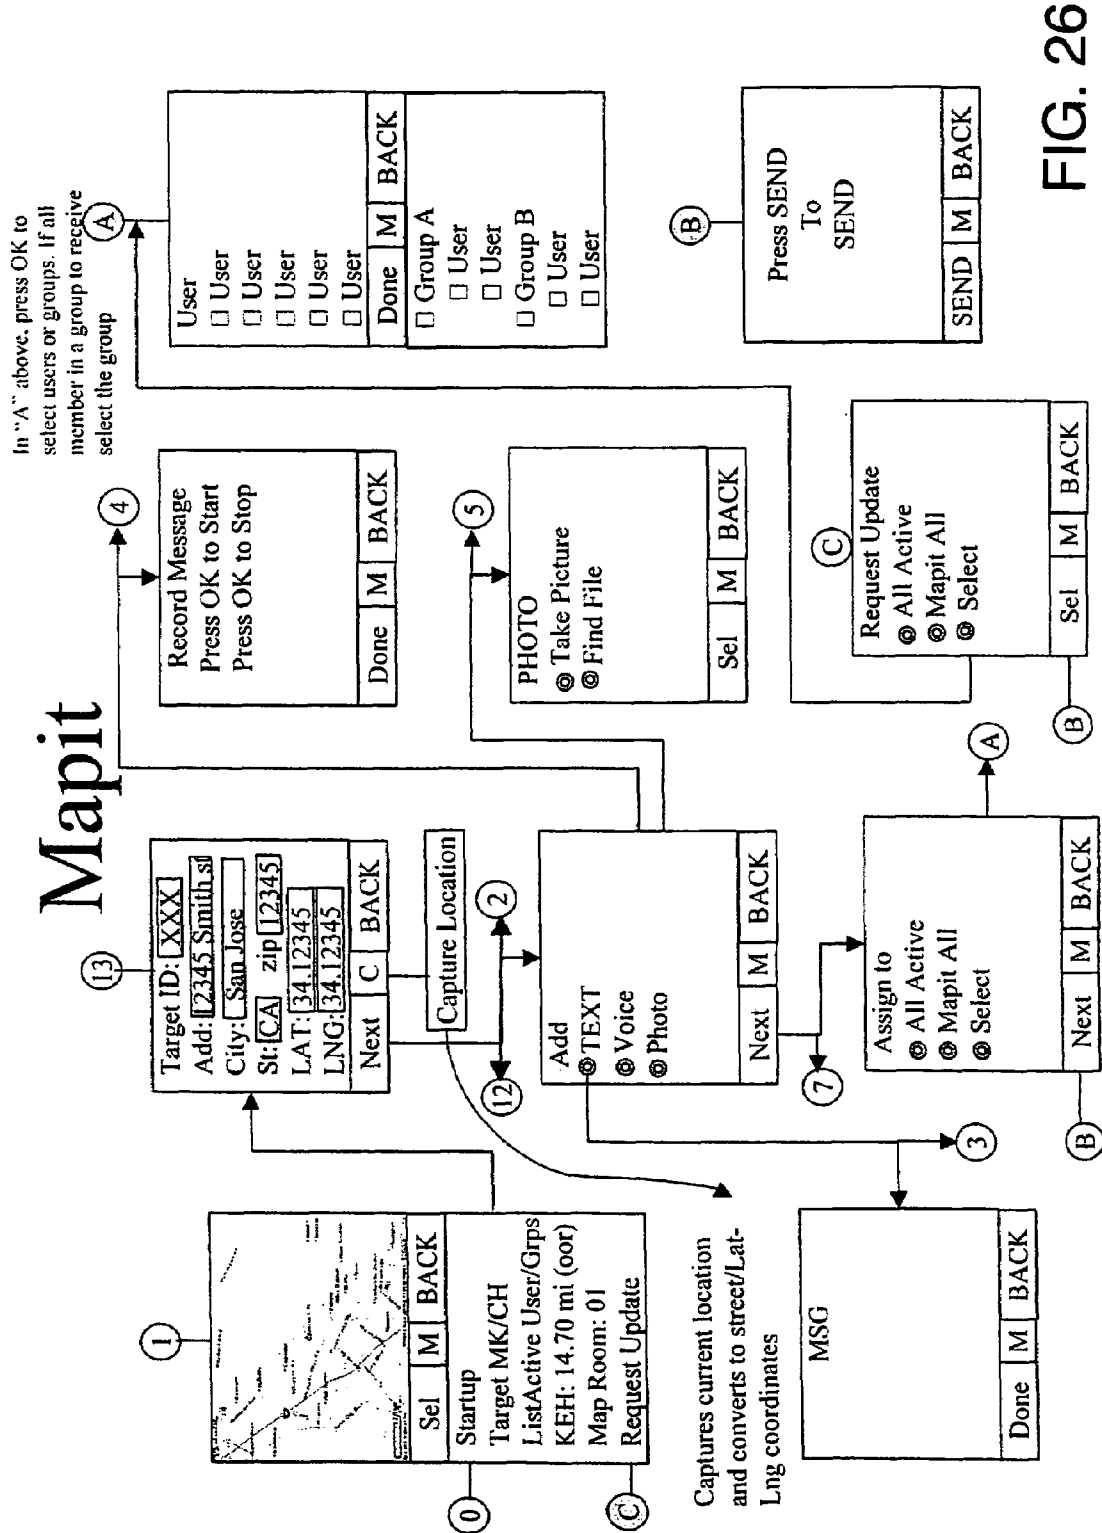 Mapit
1
Sel M BACK
0
Startup
Target MK/CH
ListActive User/Grps
KEH: 14.70 mi (oor)
Map Room: 01
C
Request Update
13
Target ID: XXX
Add: 12345 Smith st
City: San Jose
St: CA zip 12345
LAT: 34.12345
LNG: 34.12345
Next C BACK
Capture Location
12
2
Captures current location
and converts to street/Lat-
Lng coordinates
Add
TEXT
Voice
Photo
Next M BACK
7
3
MSG
Done M BACK
Assign to
All Active
Mapit All
Select
Next M BACK
B
A
4
Record Message
Press OK to Start
Press OK to Stop
Done M BACK
5
PHOTO
Take Picture
Find File
Sel M BACK
C
Request Update
All Active
Mapit All
Select
Sel M BACK
B
In "A" above, press OK to
select users or groups. If all
member in a group to receive
select the group
A
User
User
User
User
User
User
Done M BACK
Group A
User
User
Group B
User
User
B
Press SEND
To
SEND
SEND M BACK
FIG. 26